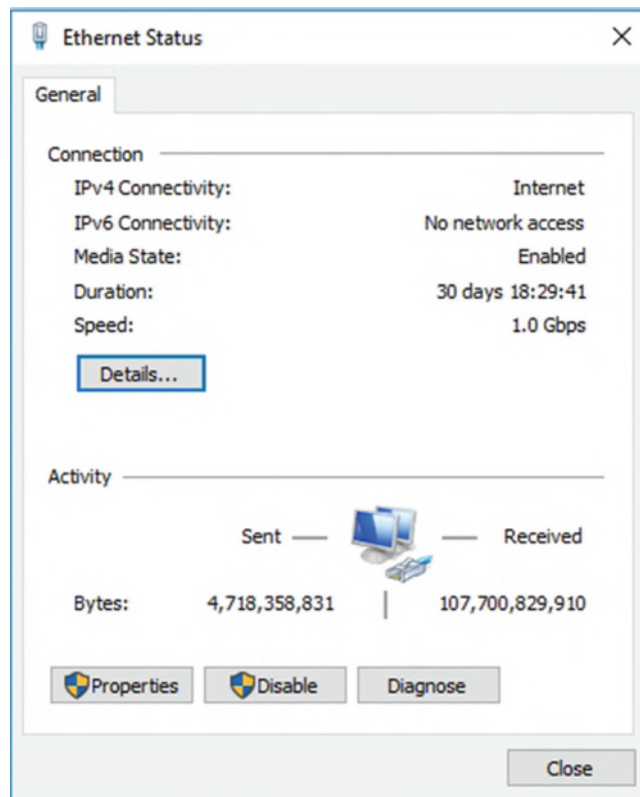 Ethernet Status
General
Connection
IPv4 Connectivity: Internet
IPv6 Connectivity: No network access
Media State: Enabled
Duration: 30 days 18:29:41
Speed: 1.0 Gbps
Details...
Activity
Sent Received
Bytes: 4,718,358,831 107,700,829,910
Properties Disable Diagnose
Close